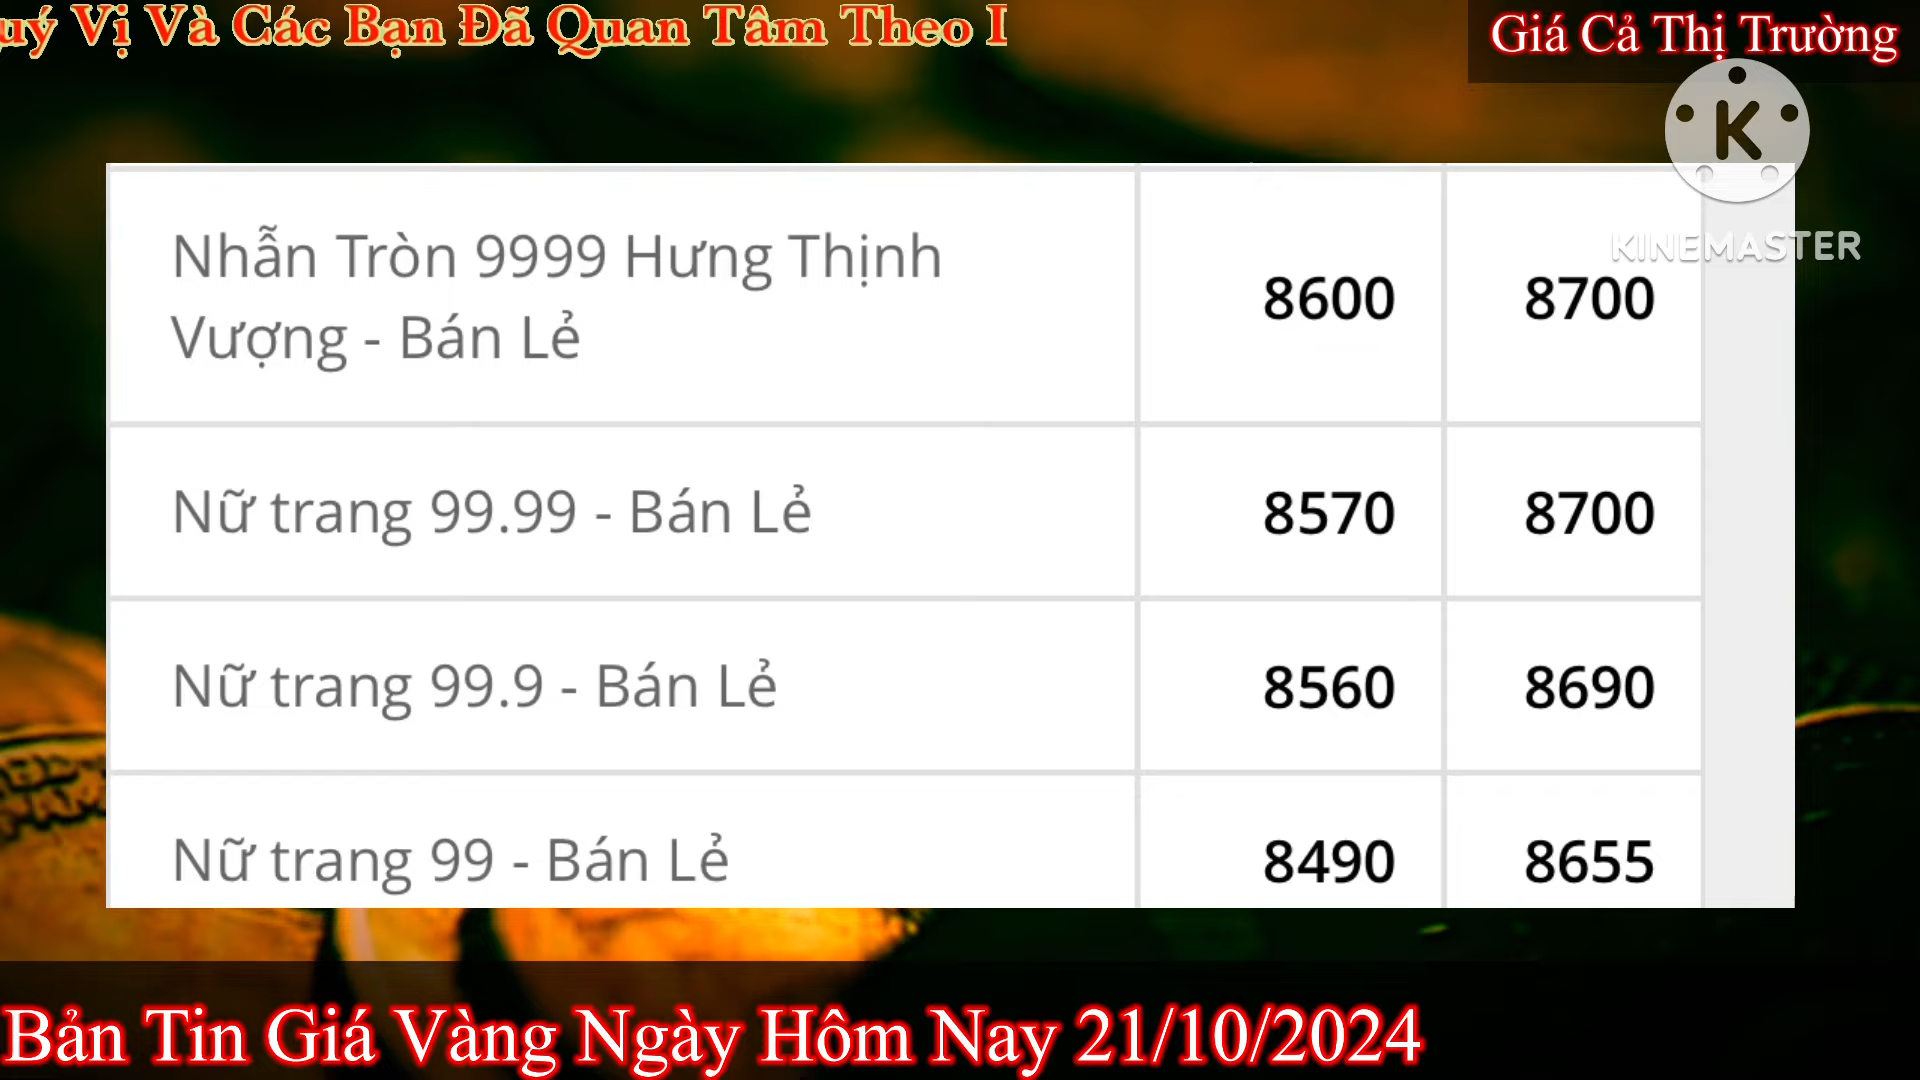 Vị Và Các Bạn Đã Quan Tâm Theo
Giá Cả Thị Trường
K
KINEMASTER
Nhẫn Tròn 9999 Hưng Thịnh
Vượng - Bán Lẻ
8600
8700
Nữ trang 99.99 - Bán Lẻ
8570
8700
Nữ trang 99.9 - Bán Lẻ
8560
8690
Nữ trang 99 - Bán Lẻ
8490
8655
Bản Tin Giá Vàng Ngày Hôm Nay 21/10/2024